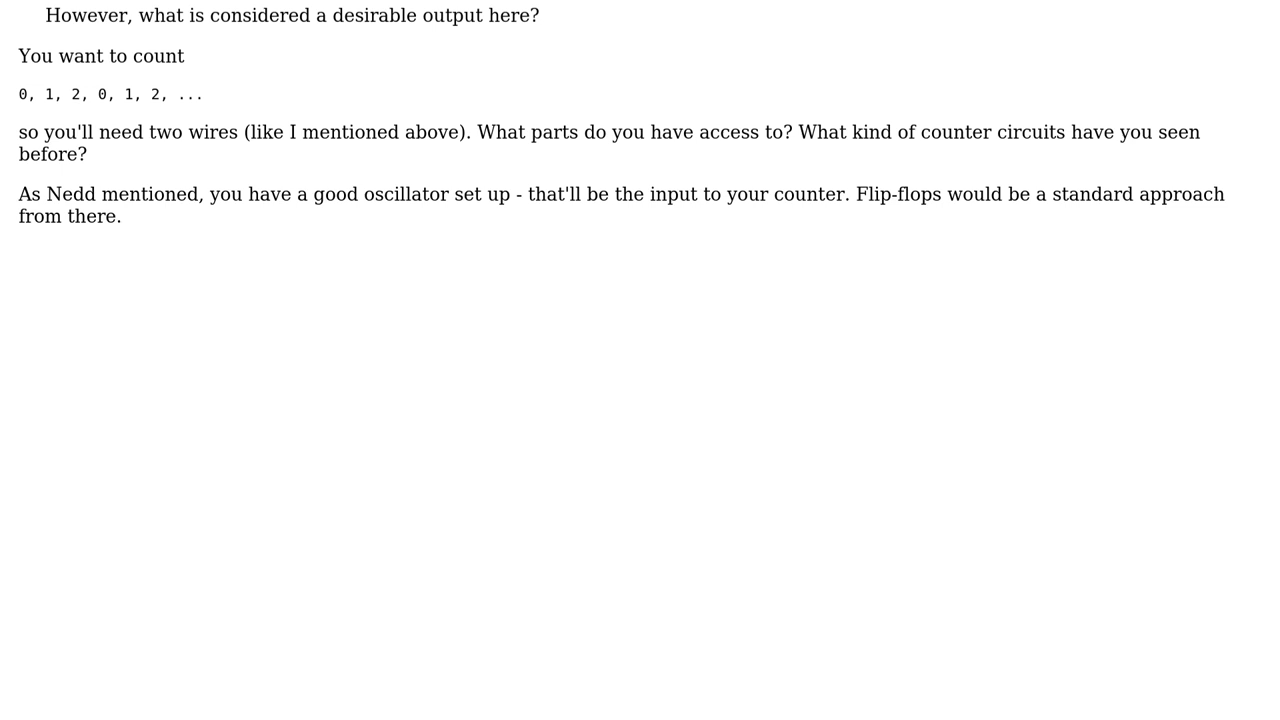 However, what is considered a desirable output here?
You want to count
0, 1, 2, 0, 1, 2, ...
so you'll need two wires (like I mentioned above). What parts do you have access to? What kind of counter circuits have you seen
before?
As Nedd mentioned, you have a good oscillator set up - that'll be the input to your counter. Flip-flops would be a standard approach
from there.